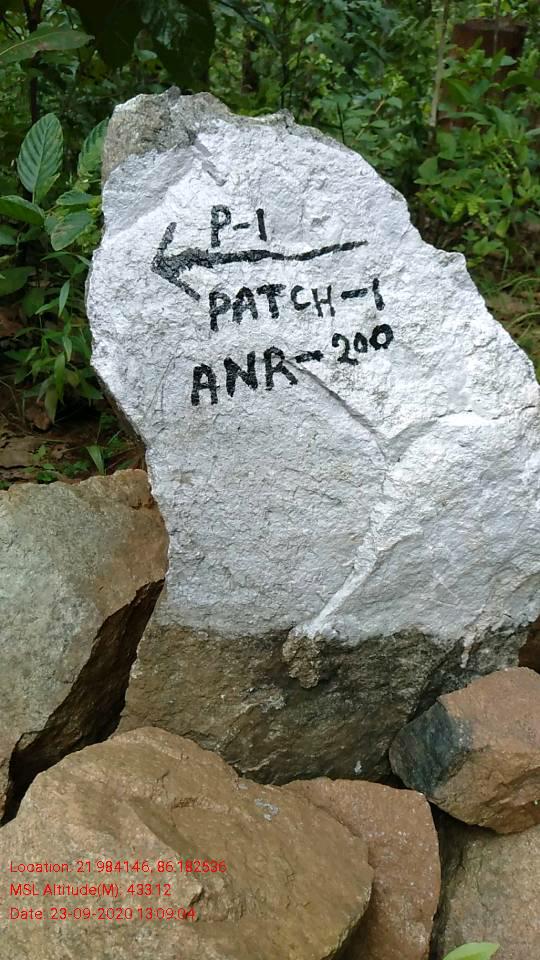 P-1
PATCH-1
ANR-200
Location: 21.984146, 86.182536
MSL Altitude(M): 433.12
Date: 23-09-2020 13:09:04